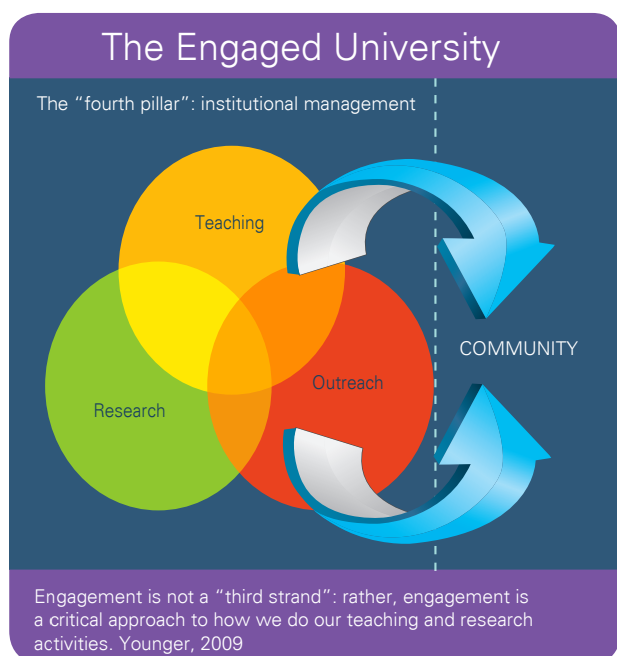 The Engaged University
The “fourth pillar”: institutional management
Teaching
COMMUNITY
Outreach
Research
Engagement is not a “third strand”: rather, engagement is
a critical approach to how we do our teaching and research
activities. Younger, 2009